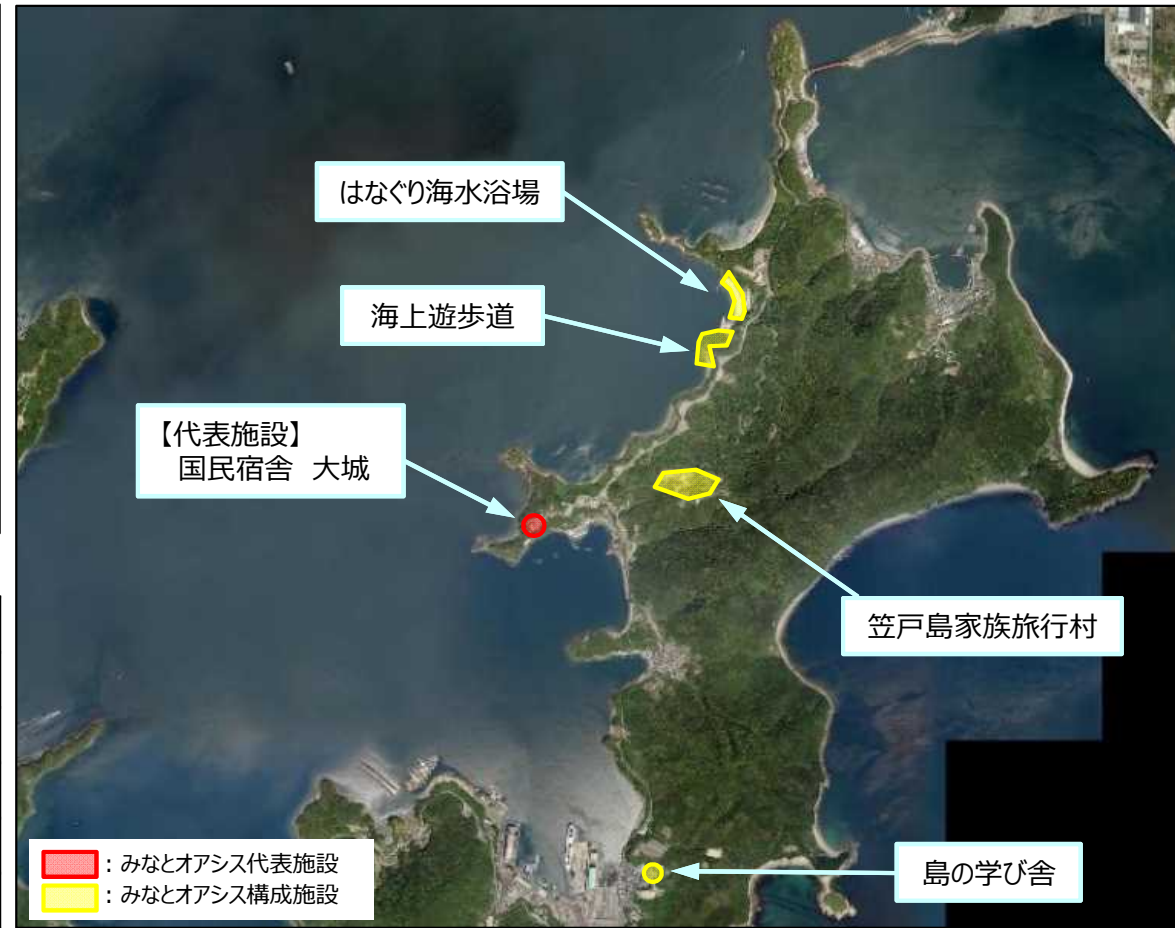 はなぐり海水浴場
海上遊歩道
【代表施設】
国民宿舎　大城
笠戸島家族旅行村
島の学び舎
：みなとオアシス代表施設
：みなとオアシス構成施設